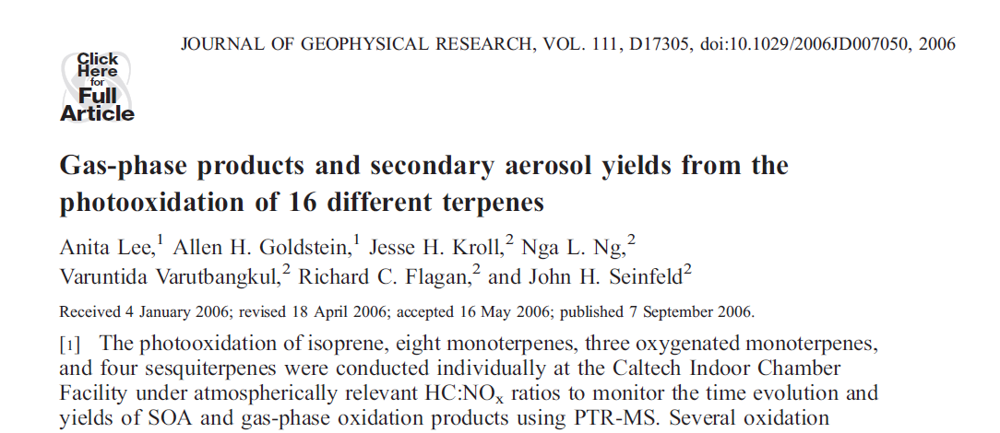 JOURNAL OF GEOPHYSICAL RESEARCH, VOL. 111, D17305, doi:10.1029/2006JD007050, 2006
Click
Here
for
Full
Article
Gas-phase products and secondary aerosol yields from the
photooxidation of 16 different terpenes
Anita Lee,1 Allen H. Goldstein,1 Jesse H. Kroll,2 Nga L. Ng,2
Varuntida Varutbangkul,2 Richard C. Flagan,2 and John H. Seinfeld2
Received 4 January 2006; revised 18 April 2006; accepted 16 May 2006; published 7 September 2006.
[1] The photooxidation of isoprene, eight monoterpenes, three oxygenated monoterpenes,
and four sesquiterpenes were conducted individually at the Caltech Indoor Chamber
Facility under atmospherically relevant HC:NOx ratios to monitor the time evolution and
yields of SOA and gas-phase oxidation products using PTR-MS. Several oxidation